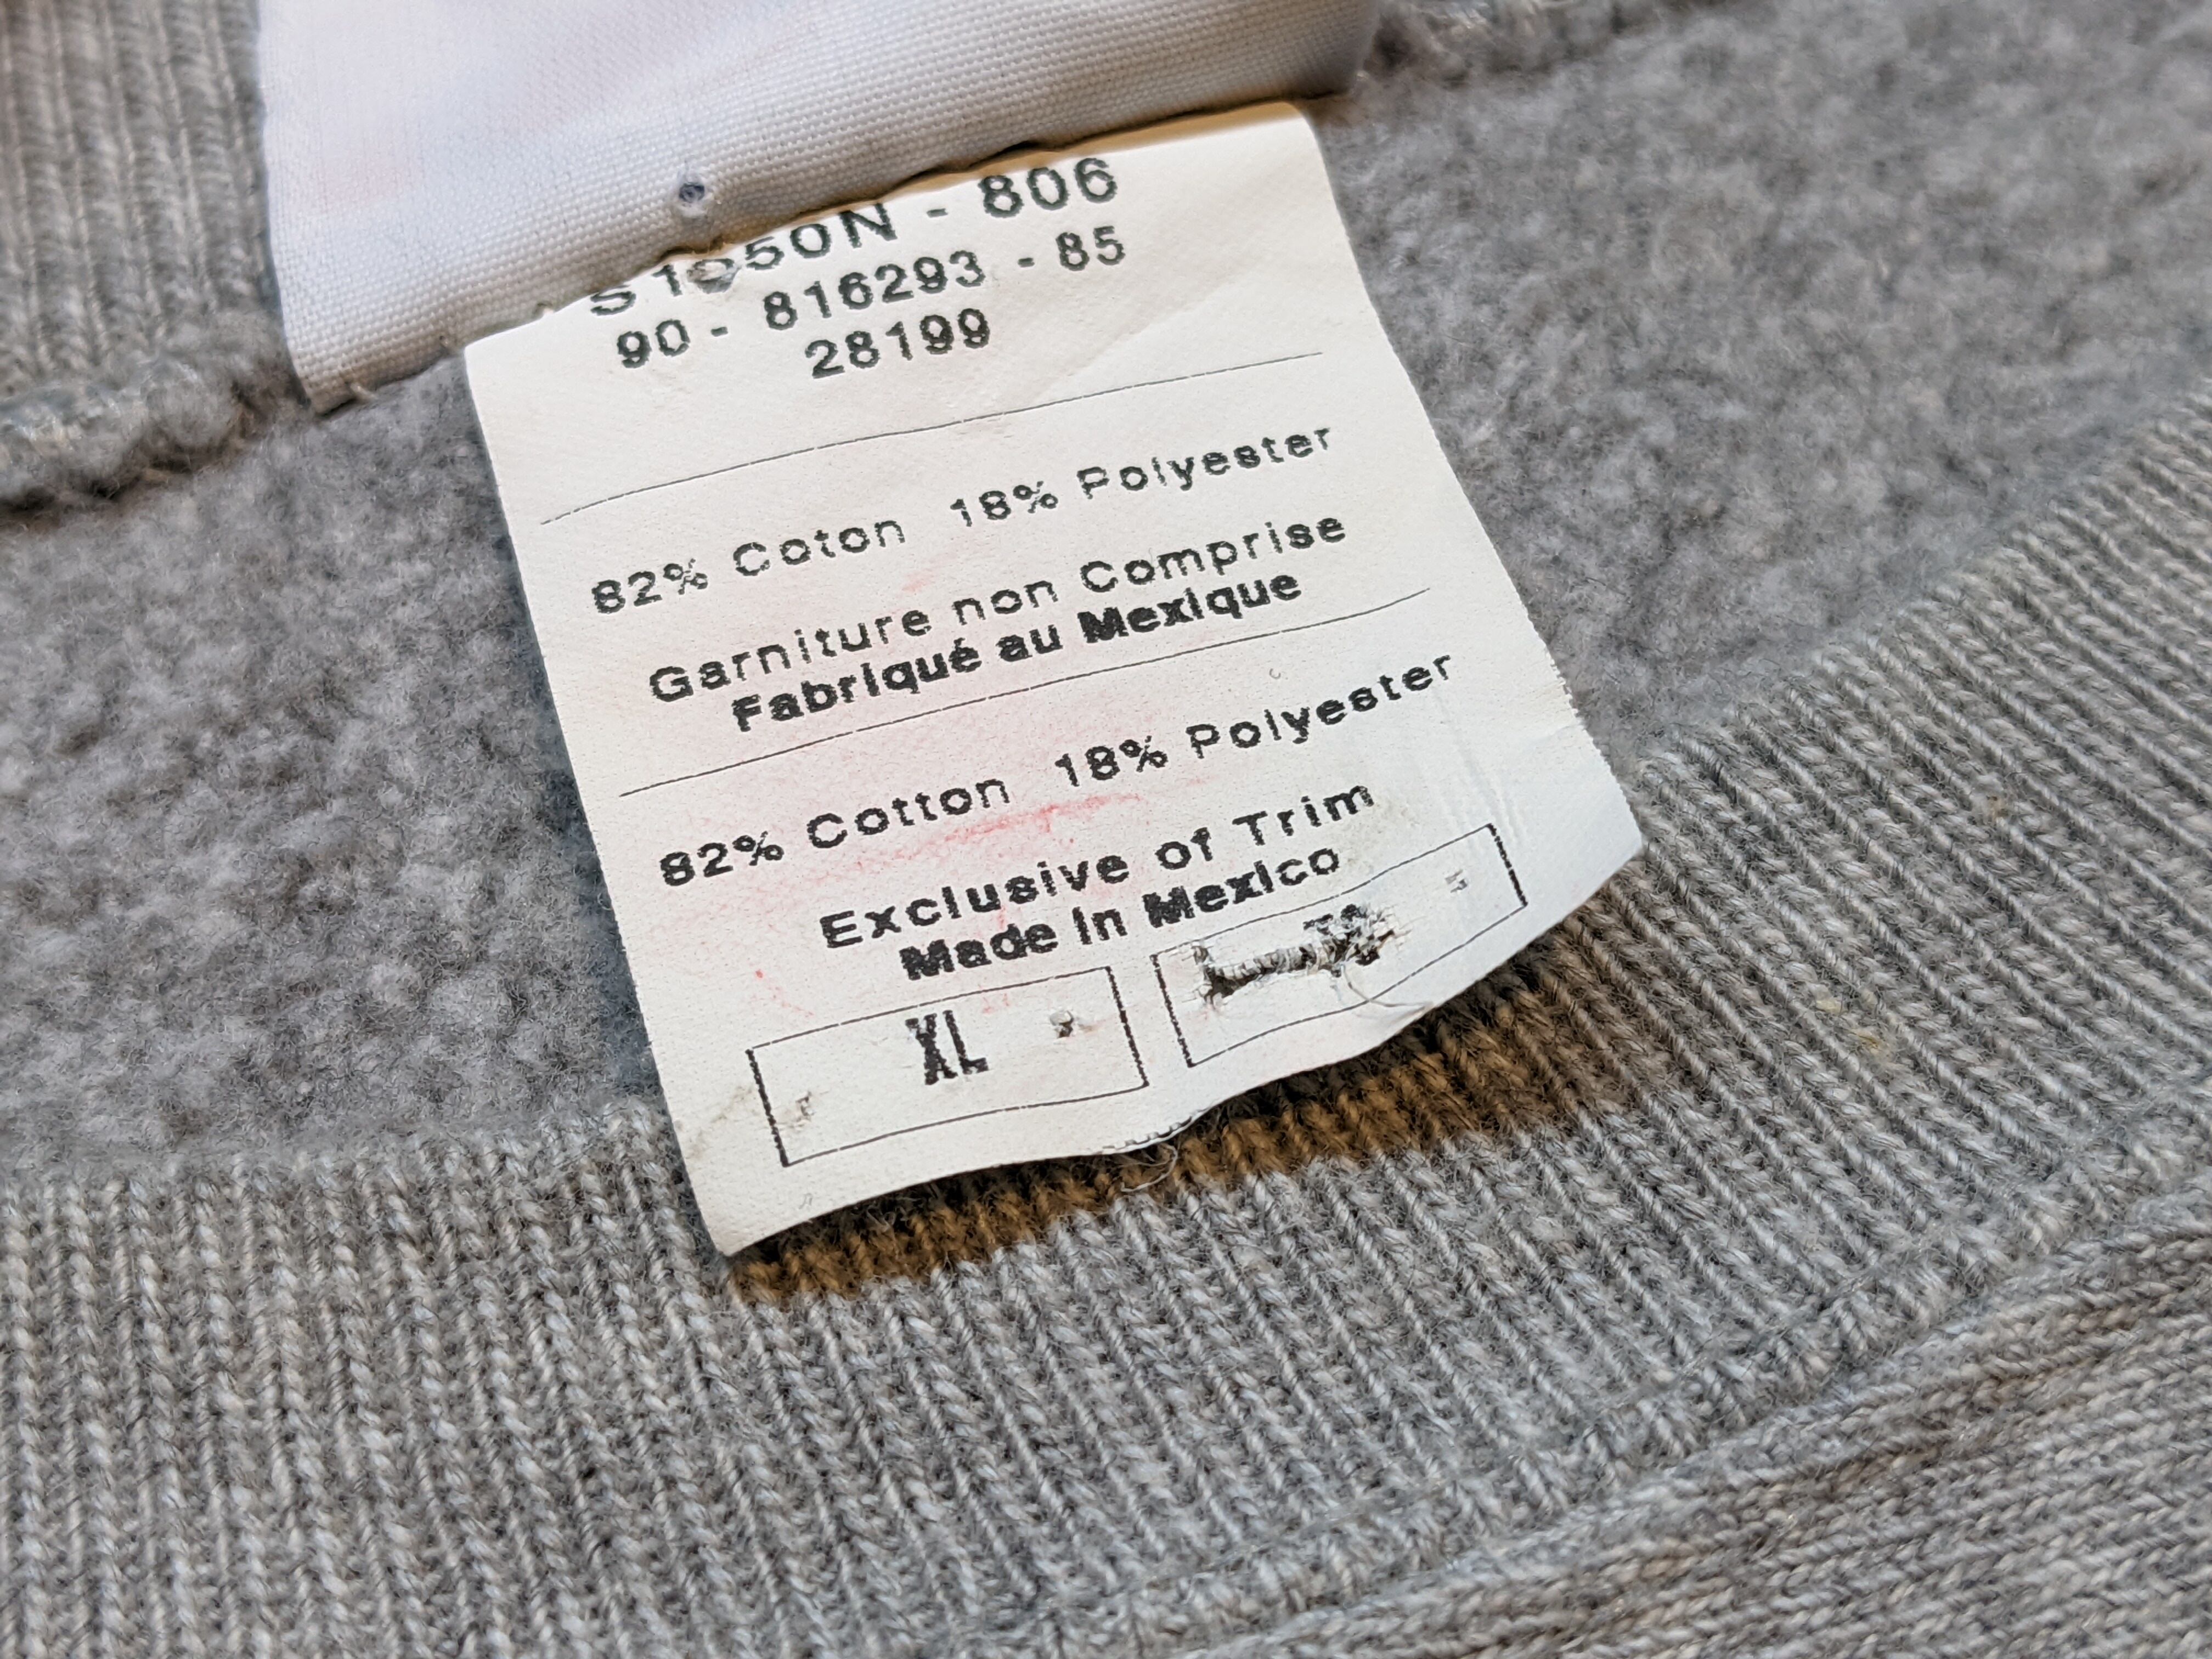 - 806
90 - 816293 - 85
28199
82% Coton 18% Polyester
Garniture non Comprise
Fabriqué au Mexique
82% Cotton 18% Polyester
Exclusive of Trim
Made in Mexico
XL